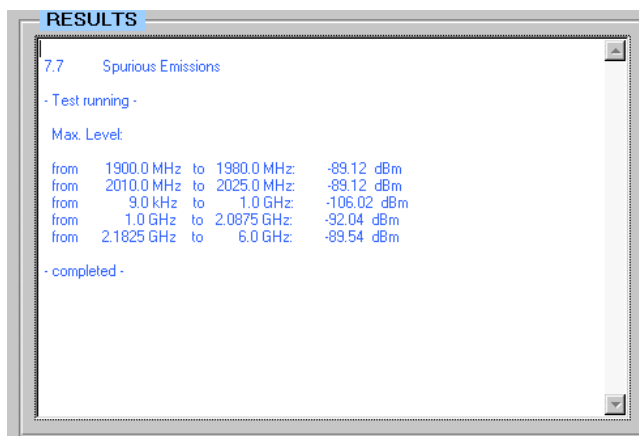 RESULTS
7.7 Spurious Emissions
- Test running -
Max. Level:
from 1900.0 MHz to 1980.0 MHz: -89.12 dBm
from 2010.0 MHz to 2025.0 MHz: -89.12 dBm
from 9.0 kHz to 1.0 GHz: -106.02 dBm
from 1.0 GHz to 2.0875 GHz: -92.04 dBm
from 2.1825 GHz to 6.0 GHz: -89.54 dBm
- completed -